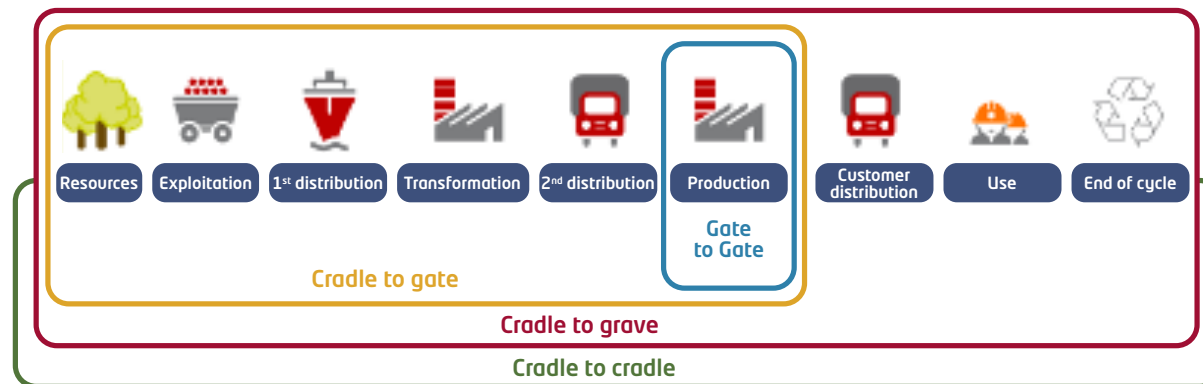 Resources
Exploitation
1st distribution
Transformation
2nd distribution
Production
Customer
distribution
Use
End of cycle
Gate
to Gate
Cradle to gate
Cradle to grave
Cradle to cradle